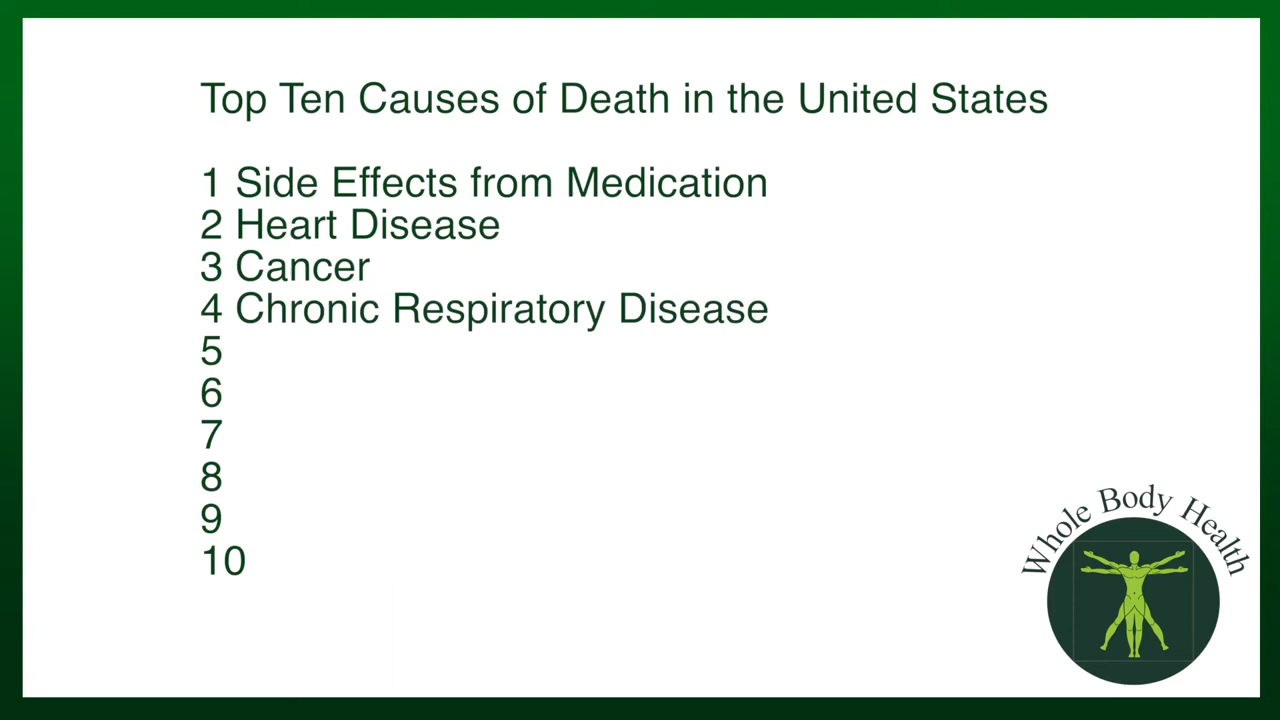 Top Ten Causes of Death in the United States
1 Side Effects from Medication
2 Heart Disease
3 Cancer
4 Chronic Respiratory Disease
5
6
7
8
9
10
Whole Body Health